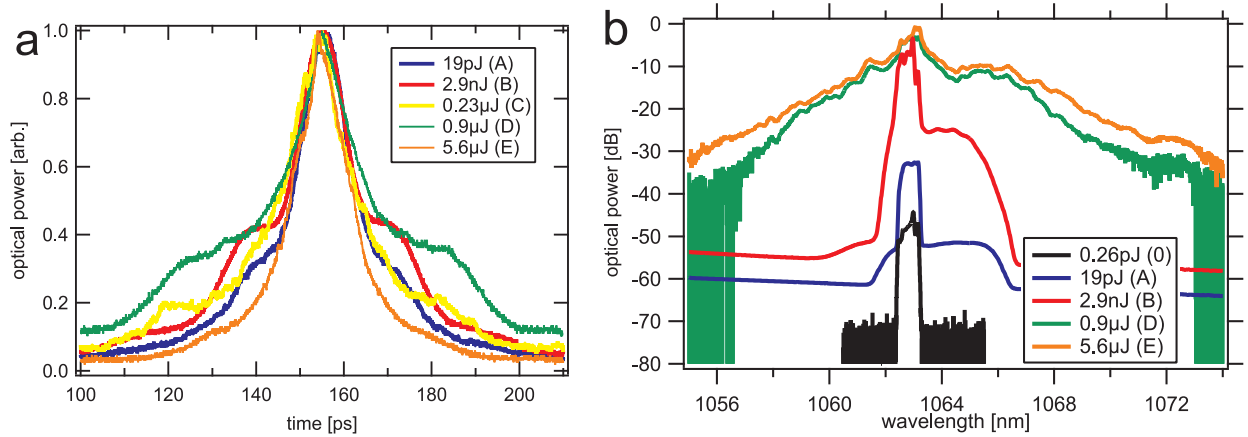 a
1.0
0.8
0.6
0.4
0.2
0.0
optical power [arb.]
100
120
140
160
180
200
time [ps]
19pJ (A)
2.9nJ (B)
0.23µJ (C)
0.9µJ (D)
5.6µJ (E)
b
0
-10
-20
-30
-40
-50
-60
-70
-80
optical power [dB]
1056
1060
1064
1068
1072
wavelength [nm]
0.26pJ (0)
19pJ (A)
2.9nJ (B)
0.9µJ (D)
5.6µJ (E)